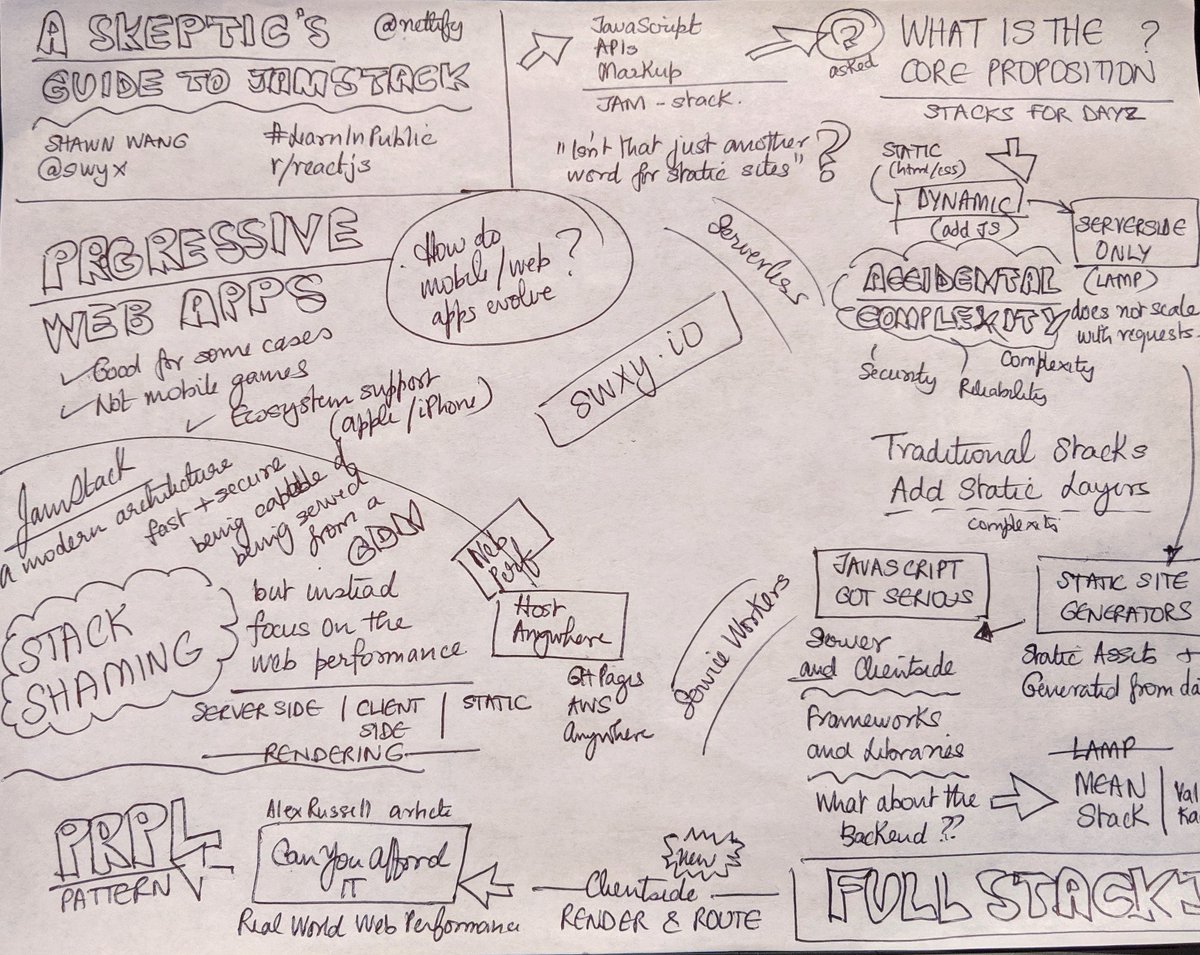 A SKEPTIC'S
@netlify
GUIDE TO JAMSTACK
SHAWN WANG
@swyx
#LearnInPublic
r/reactjs
JavaScript
APIs
Markup
JAM - stack.
?
asked
WHAT IS THE
CORE PROPOSITION ?
STACKS FOR DAYZ
"Isn't that just another
word for static sites" ?
STATIC
(html/css)
DYNAMIC
(add JS)
SERVERSIDE
ONLY
(LAMP)
does not scale
with requests.
ACCIDENTAL
COMPLEXITY
Security
Reliability
Complexity
Serverless
swxy.io
PROGRESSIVE
WEB APPS
How do
mobile/web ?
apps evolve
Good for some cases
Not mobile games
Ecosystem support
(apple/iPhone)
JamStack
a modern architecture
fast + secure
being capable of
being served
from a
CDN
Traditional Stacks
Add Static Layers
complexity
Web
Perf
Host
Anywhere
GH Pages
AWS
Anywhere
Service Workers
STACK
SHAMING
but instead
focus on the
web performance
SERVER SIDE | CLIENT SIDE | STATIC
RENDERING
STATIC SITE
GENERATORS
Static Assets +
Generated from da
JAVASCRIPT
GOT SERIOUS
Server
and Clientside
Frameworks
and Libraries
What about the
Backend ??
LAMP
MEAN
Stack
FULL STACK
new
Clientside
RENDER & ROUTE
Alex Russell article
Can You Afford
IT
Real World Web Performance
PRPL
PATTERN